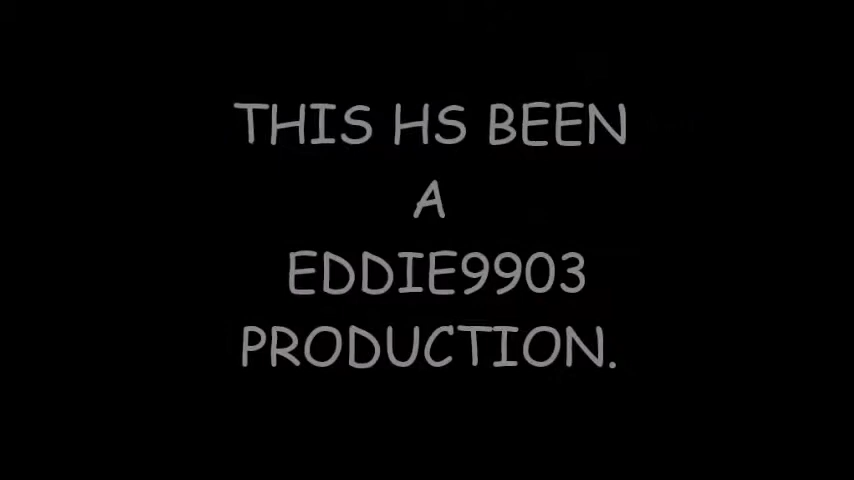 THIS HS BEEN
A
EDDIE9903
PRODUCTION.